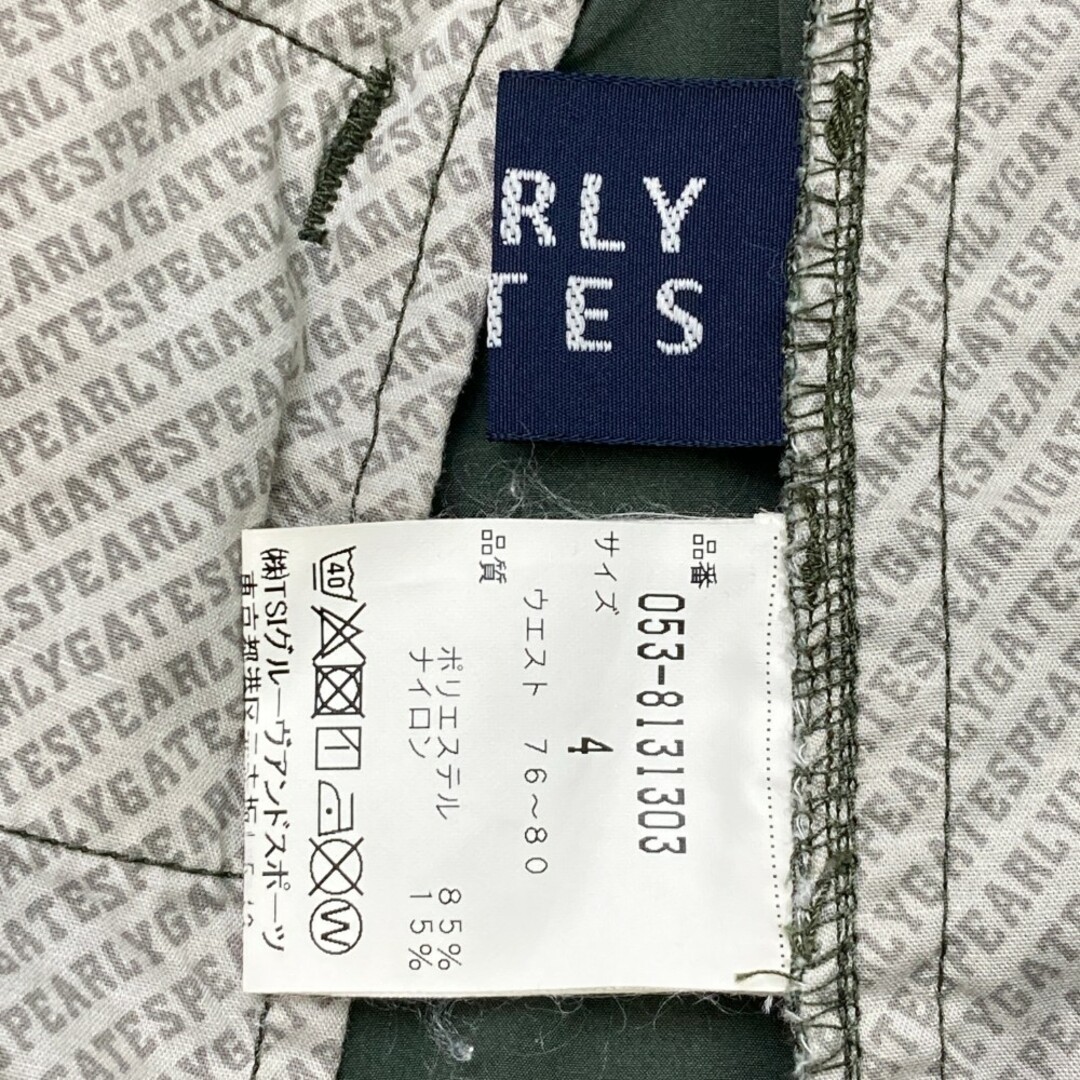 RLY
TES
品番
053-8131303
サイズ
4
ウエスト 76~80
品質
ポリエステル 85%
ナイロン 15%
40
W
㈱TSIグルーヴアンドスポーツ
PEARLYGATESPEARLYGATES